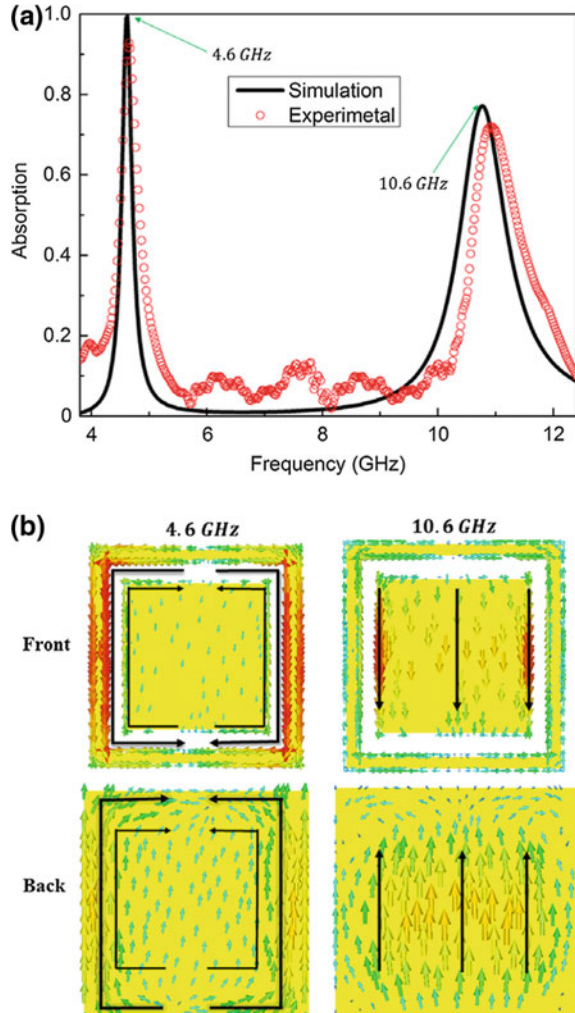 (a)
1.0
0.8
0.6
0.4
0.2
0
Absorption
4.6 GHz
Simulation
Experimetal
10.6 GHz
4 6 8 10 12
Frequency (GHz)
(b)
4.6 GHz 10.6 GHz
Front
Back